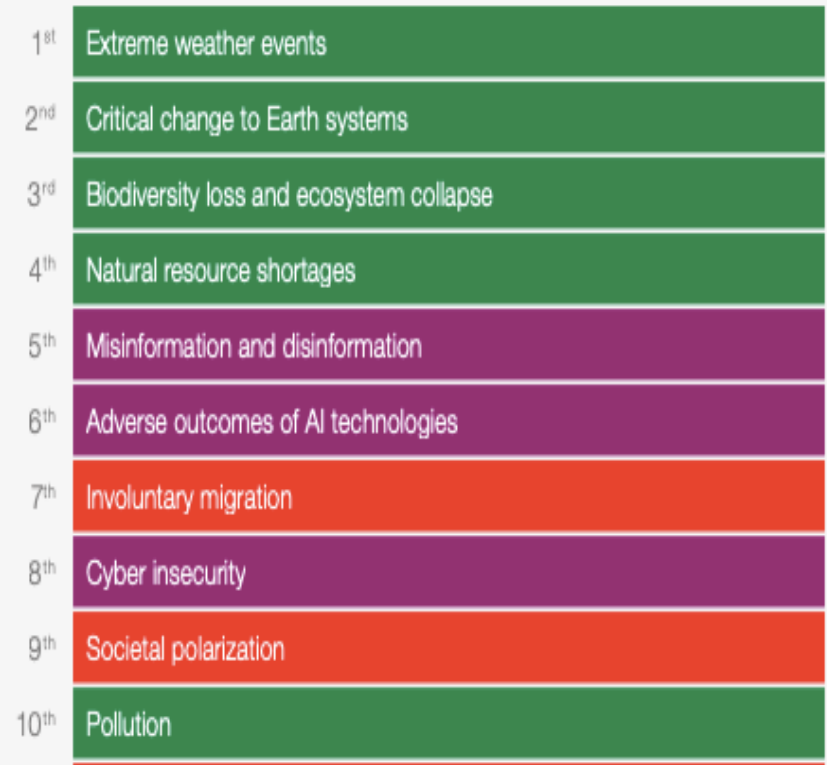 1st Extreme weather events
2nd Critical change to Earth systems
3rd Biodiversity loss and ecosystem collapse
4th Natural resource shortages
5th Misinformation and disinformation
6th Adverse outcomes of AI technologies
7th Involuntary migration
8th Cyber insecurity
9th Societal polarization
10th Pollution